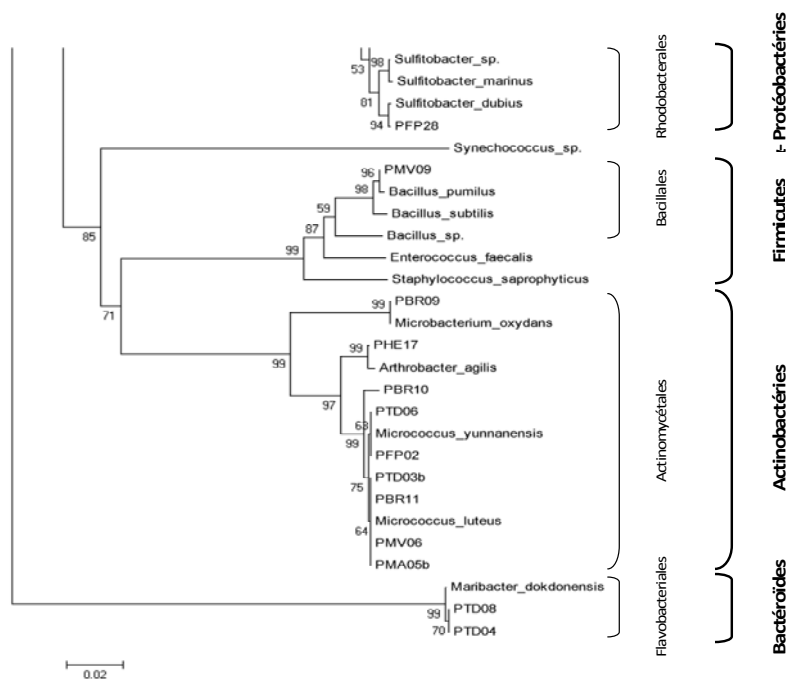 Sulfitobacter_sp.
98
53
Sulfitobacter_marinus
81
Sulfitobacter_dubius
94
PFP28
Rhodobacterales
Protéobactéries
Synechococcus_sp.
PMV09
96
Bacillus_pumilus
98
Bacillus_subtilis
59
Bacillus_sp.
87
Enterococcus_faecalis
99
Staphylococcus_saprophyticus
Bacillales
Firmicutes
85
71
PBR09
99
Microbacterium_oxydans
99
PHE17
99
Arthrobacter_agilis
97
PBR10
PTD06
63
Micrococcus_yunnanensis
99
PFP02
PTD03b
75
PBR11
Micrococcus_luteus
64
PMV06
PMA05b
Actinomycétales
Actinobactéries
Maribacter_dokdonensis
99
PTD08
70
PTD04
Flavobacteriales
Bactéroïdes
0.02